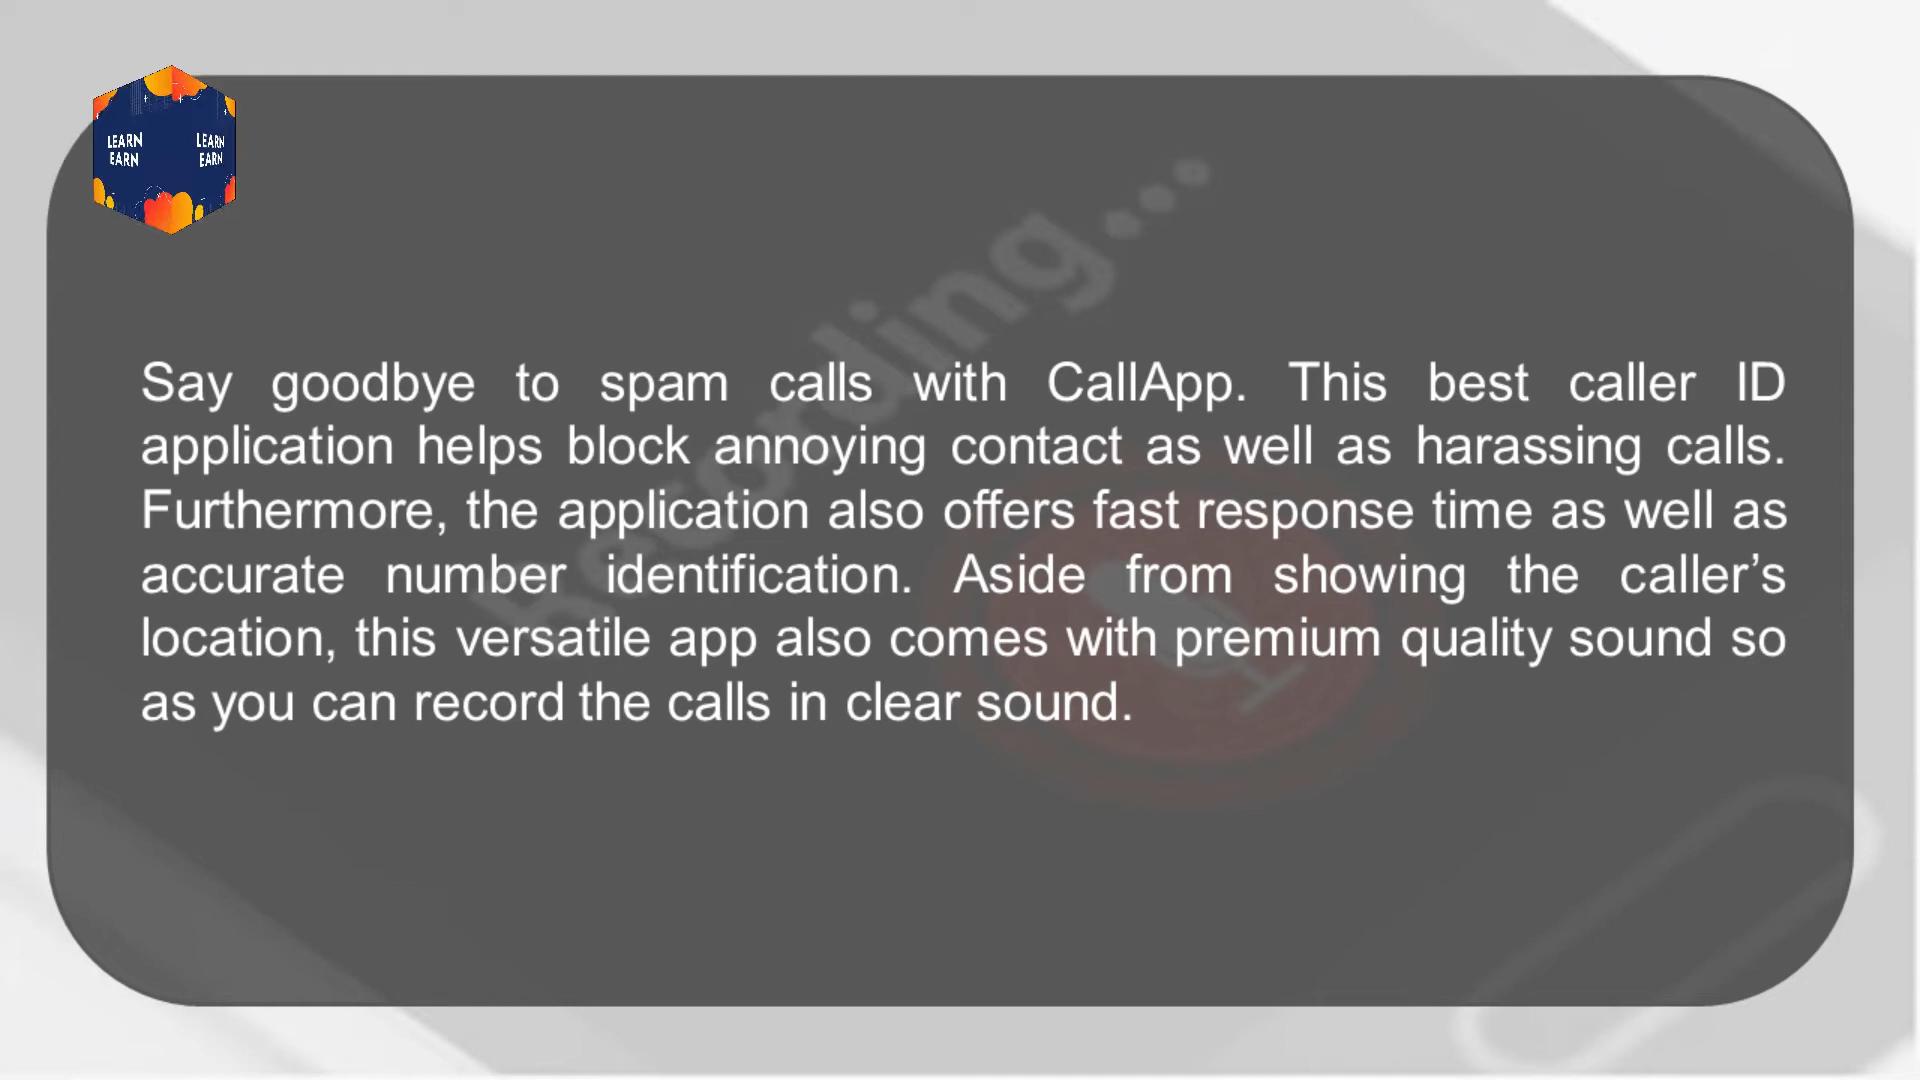 LEARN LEARN
EARN EARN
Recording...
Say goodbye to spam calls with CallApp. This best caller ID
application helps block annoying contact as well as harassing calls.
Furthermore, the application also offers fast response time as well as
accurate number identification. Aside from showing the caller’s
location, this versatile app also comes with premium quality sound so
as you can record the calls in clear sound.